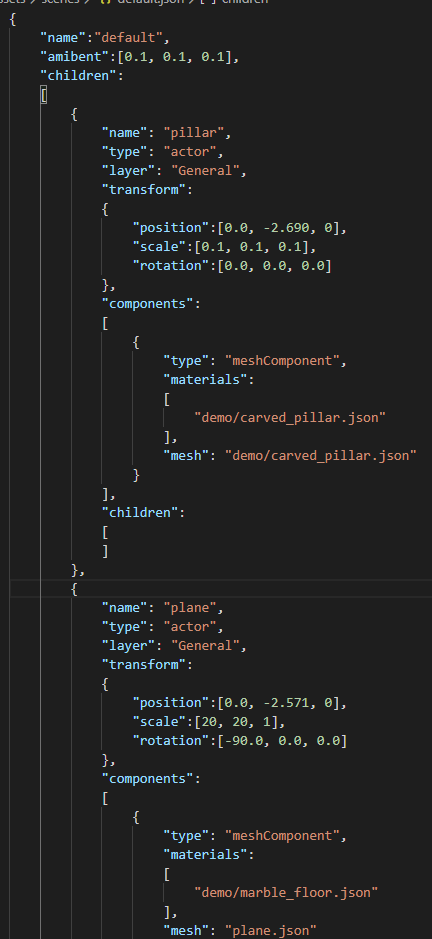 ssets > scenes > {} default.json > [ ] children
{
    "name":"default",
    "amibent":[0.1, 0.1, 0.1],
    "children":
    [
        {
            "name": "pillar",
            "type": "actor",
            "layer": "General",
            "transform":
            {
                "position":[0.0, -2.690, 0],
                "scale":[0.1, 0.1, 0.1],
                "rotation":[0.0, 0.0, 0.0]
            },
            "components":
            [
                {
                    "type": "meshComponent",
                    "materials":
                    [
                        "demo/carved_pillar.json"
                    ],
                    "mesh": "demo/carved_pillar.json"
                }
            ],
            "children":
            [
            ]
        },
        {
            "name": "plane",
            "type": "actor",
            "layer": "General",
            "transform":
            {
                "position":[0.0, -2.571, 0],
                "scale":[20, 20, 1],
                "rotation":[-90.0, 0.0, 0.0]
            },
            "components":
            [
                {
                    "type": "meshComponent",
                    "materials":
                    [
                        "demo/marble_floor.json"
                    ],
                    "mesh": "plane.json"